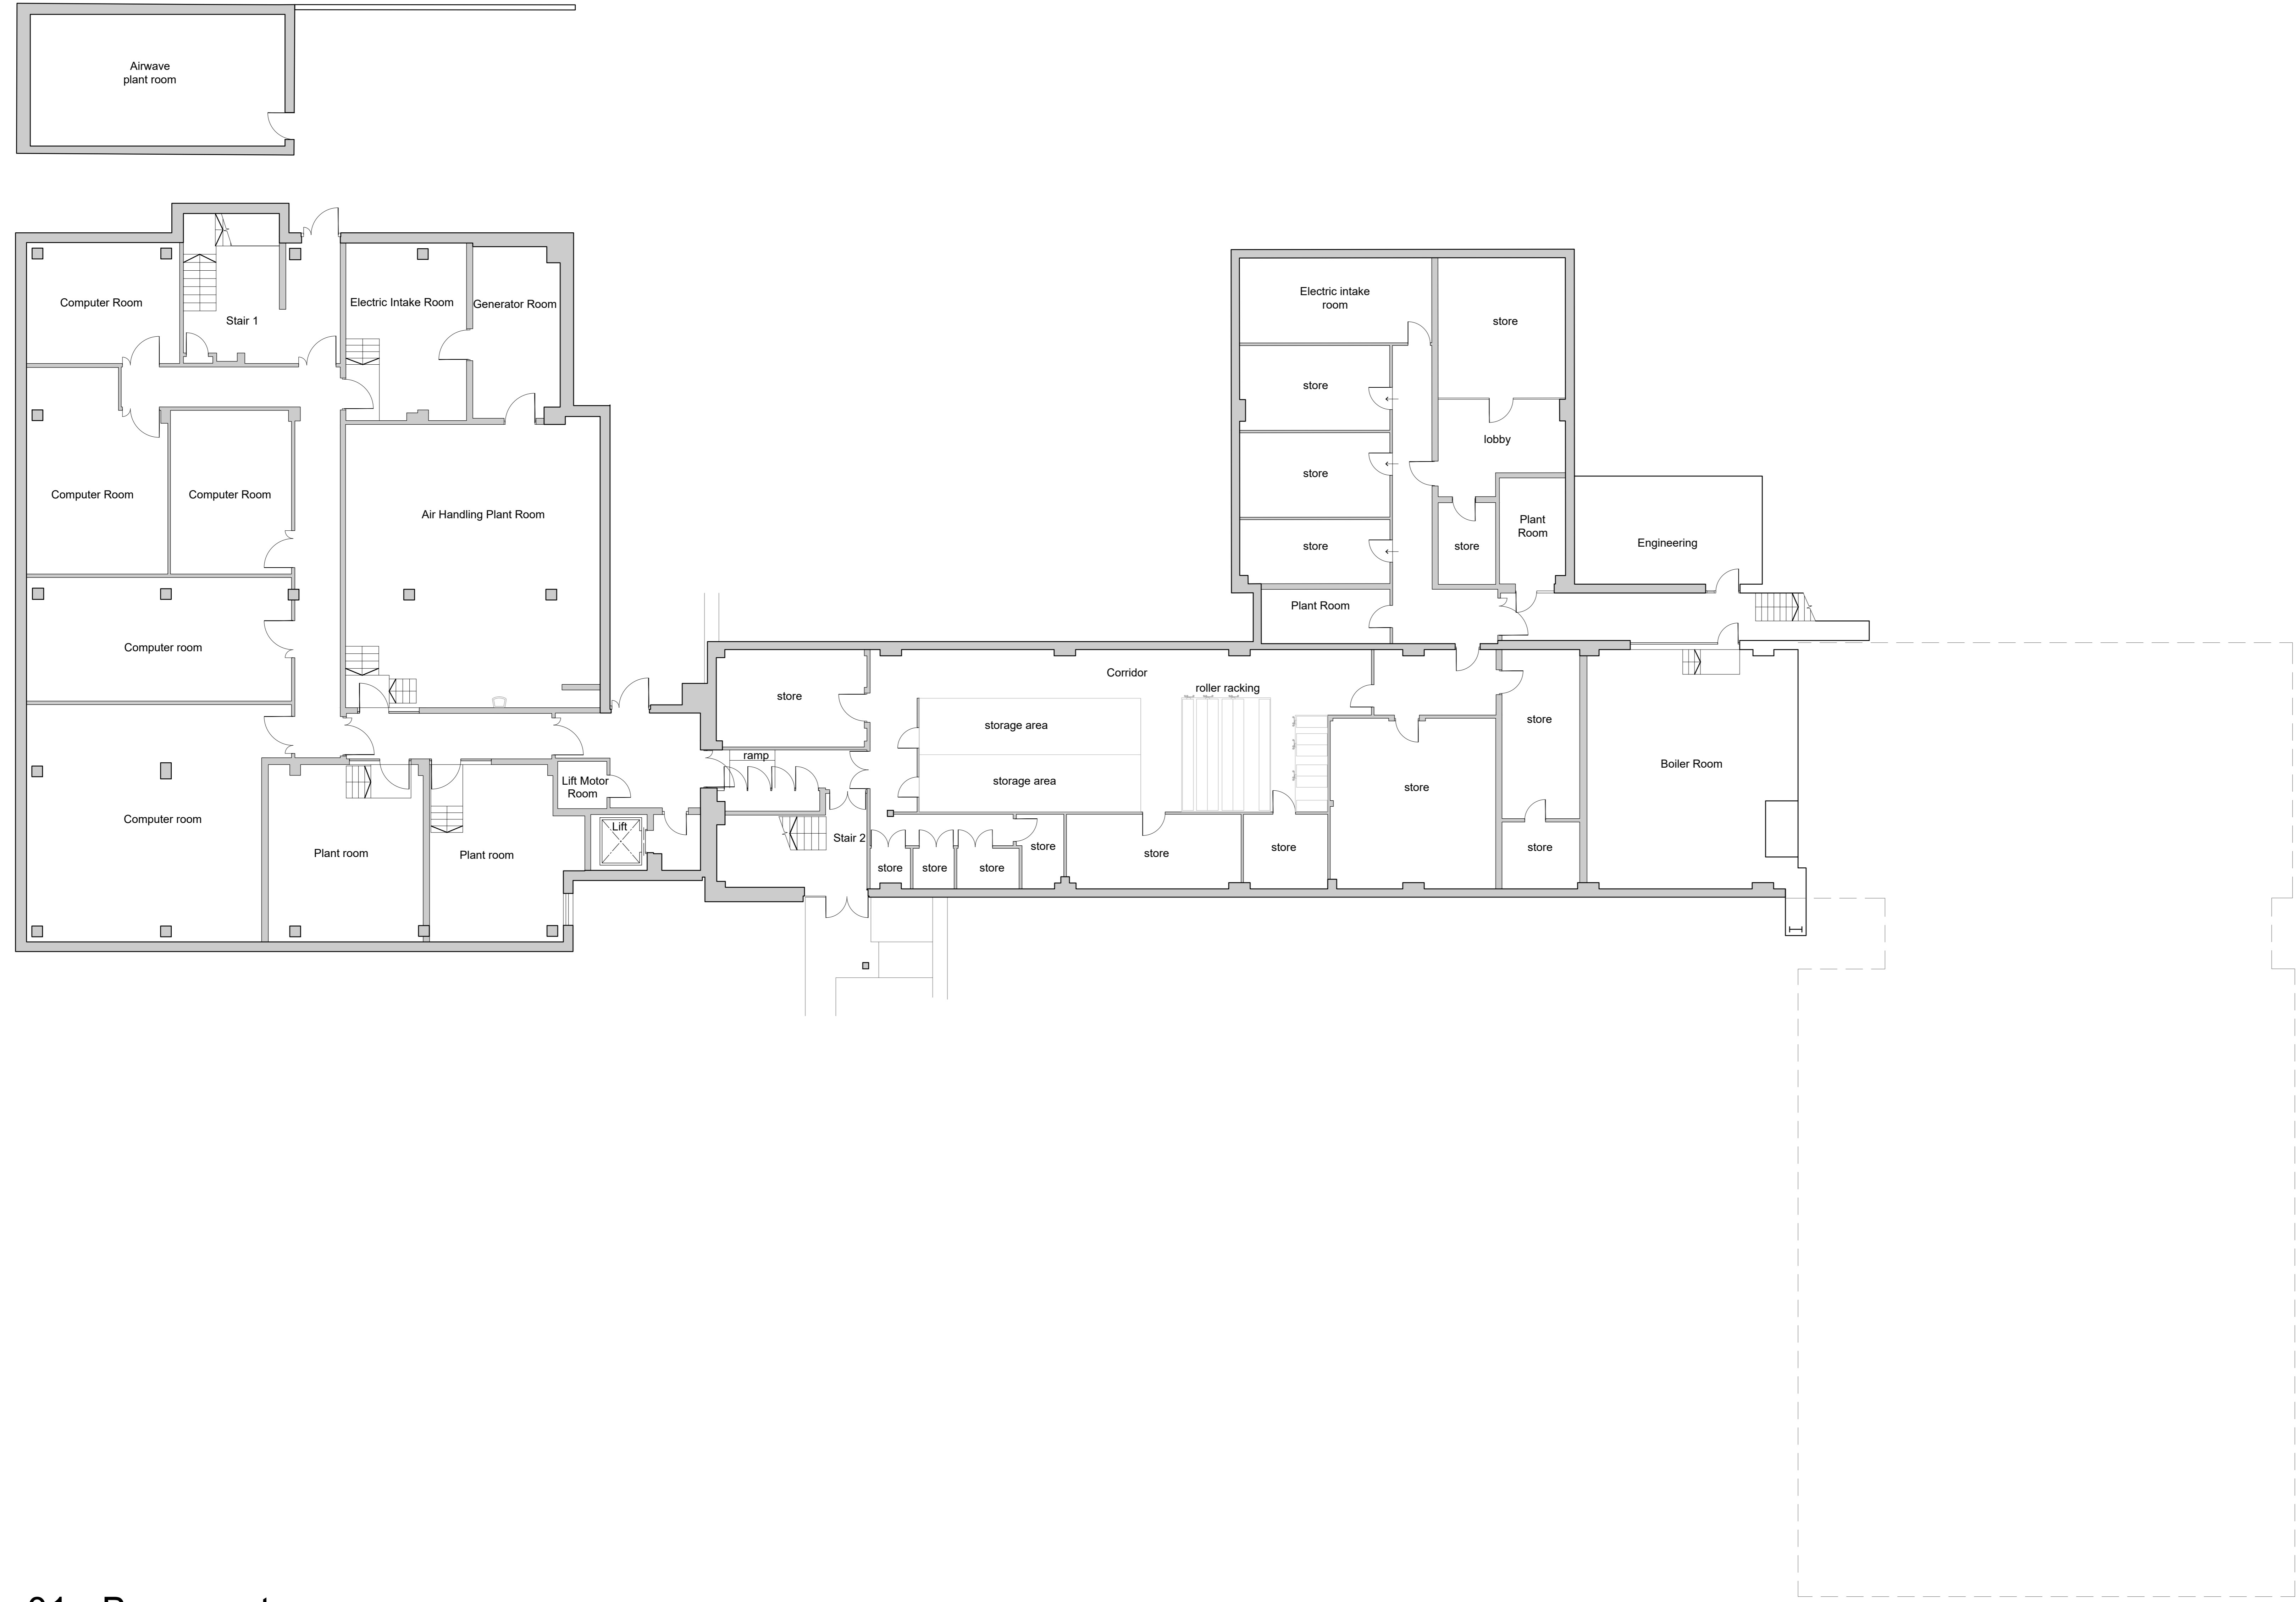 Airwave
plant room
Computer Room
Stair 1
Electric Intake Room
Generator Room
Computer Room
Computer Room
Air Handling Plant Room
Computer room
Computer room
Plant room
Plant room
Lift Motor
Room
Lift
ramp
Stair 2
store
Corridor
roller racking
storage area
storage area
store
store
store
store
store
store
store
store
store
Boiler Room
Electric intake
room
store
store
lobby
store
store
store
Plant
Room
Plant Room
Engineering